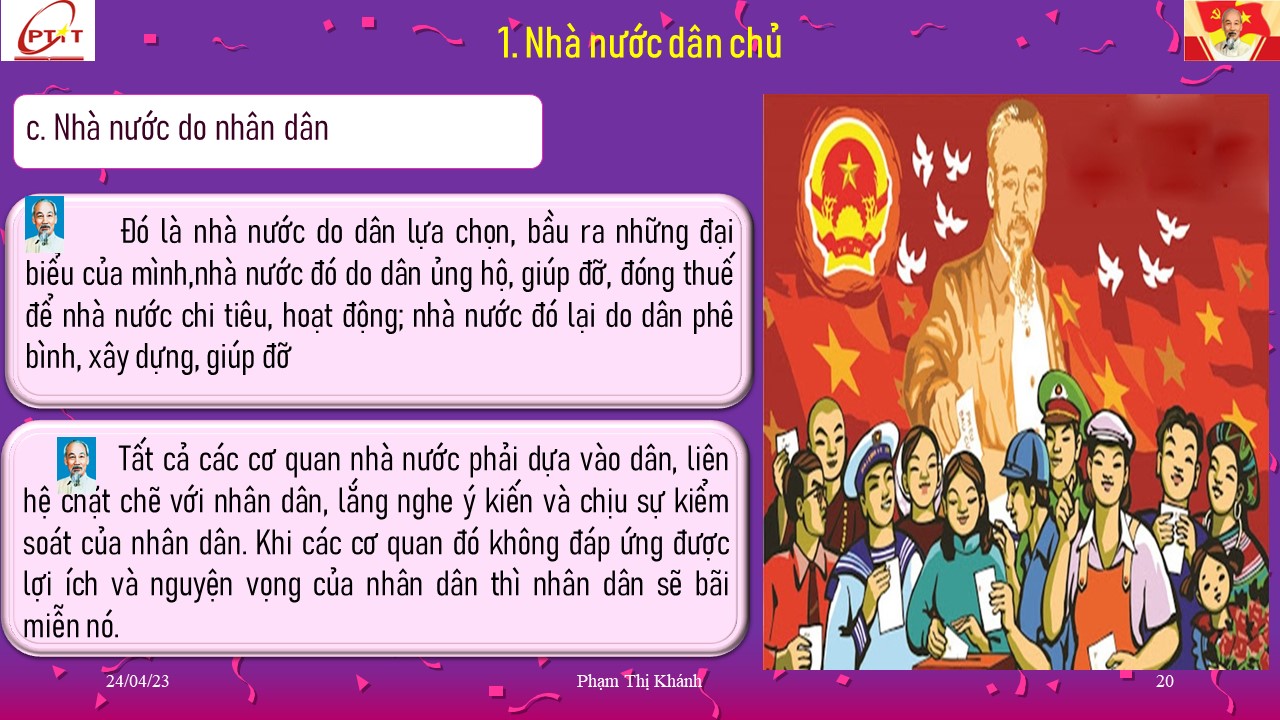 PTiT
1. Nhà nước dân chủ
c. Nhà nước do nhân dân
Đó là nhà nước do dân lựa chọn, bầu ra những đại
biểu của mình,nhà nước đó do dân ủng hộ, giúp đỡ, đóng thuế
để nhà nước chi tiêu, hoạt động; nhà nước đó lại do dân phê
bình, xây dựng, giúp đỡ
Tất cả các cơ quan nhà nước phải dựa vào dân, liên
hệ chặt chẽ với nhân dân, lắng nghe ý kiến và chịu sự kiểm
soát của nhân dân. Khi các cơ quan đó không đáp ứng được
lợi ích và nguyện vọng của nhân dân thì nhân dân sẽ bãi
miễn nó.
24/04/23
Phạm Thị Khánh
20